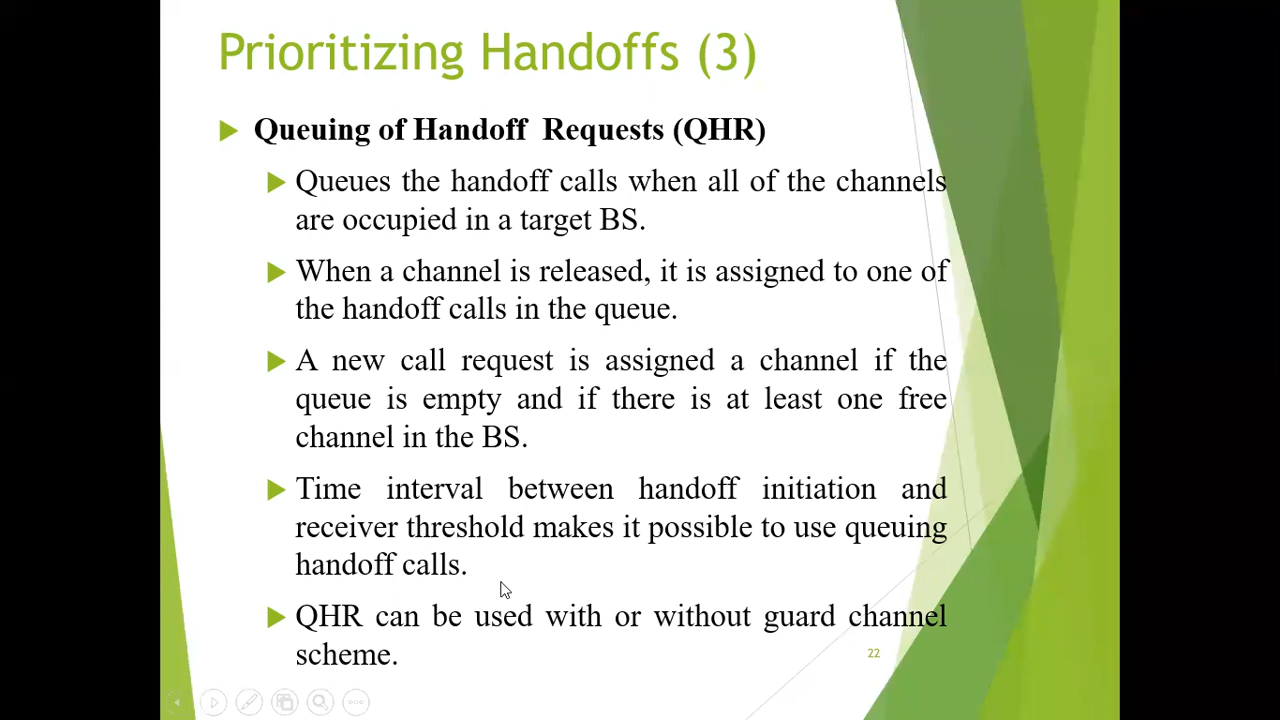 Prioritizing Handoffs (3)
Queuing of Handoff Requests (QHR)
Queues the handoff calls when all of the channels
are occupied in a target BS.
When a channel is released, it is assigned to one of
the handoff calls in the queue.
A new call request is assigned a channel if the
queue is empty and if there is at least one free
channel in the BS.
Time interval between handoff initiation and
receiver threshold makes it possible to use queuing
handoff calls.
QHR can be used with or without guard channel
scheme.
22